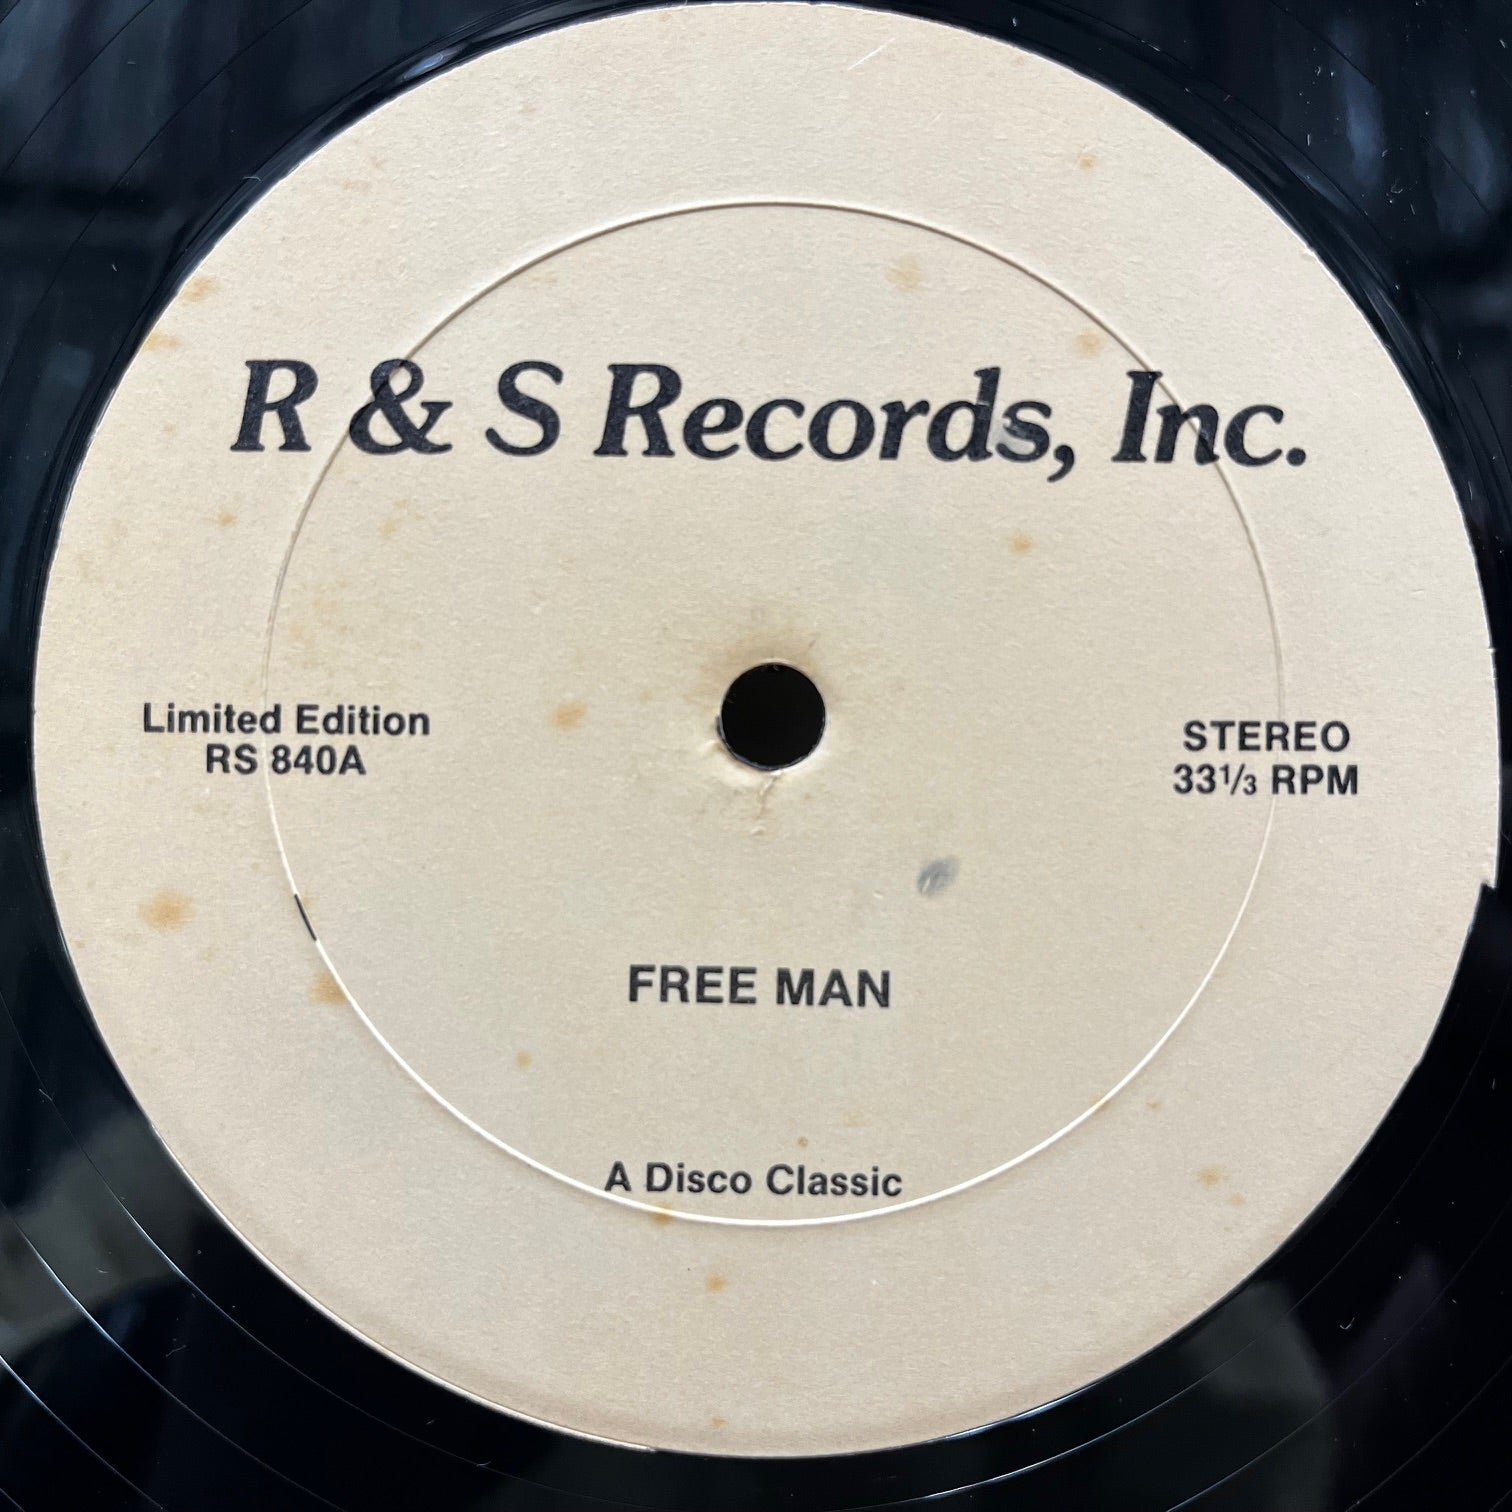 R & S Records, Inc.
Limited Edition
RS 840A
STEREO
33⅓ RPM
FREE MAN
A Disco Classic